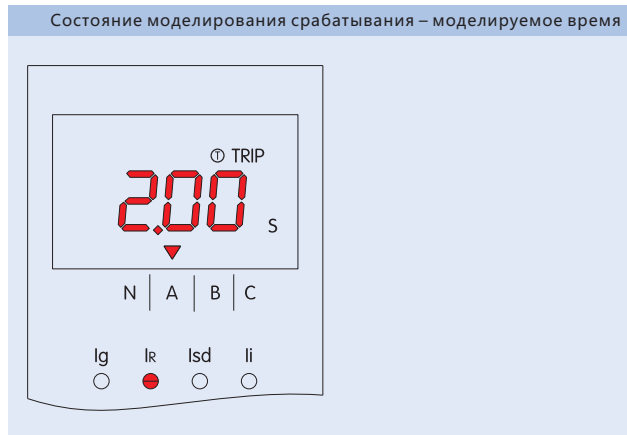 Состояние моделирования срабатывания – моделируемое время
Ⓣ TRIP
2.00 S
N A B C
Ig IR Isd Ii